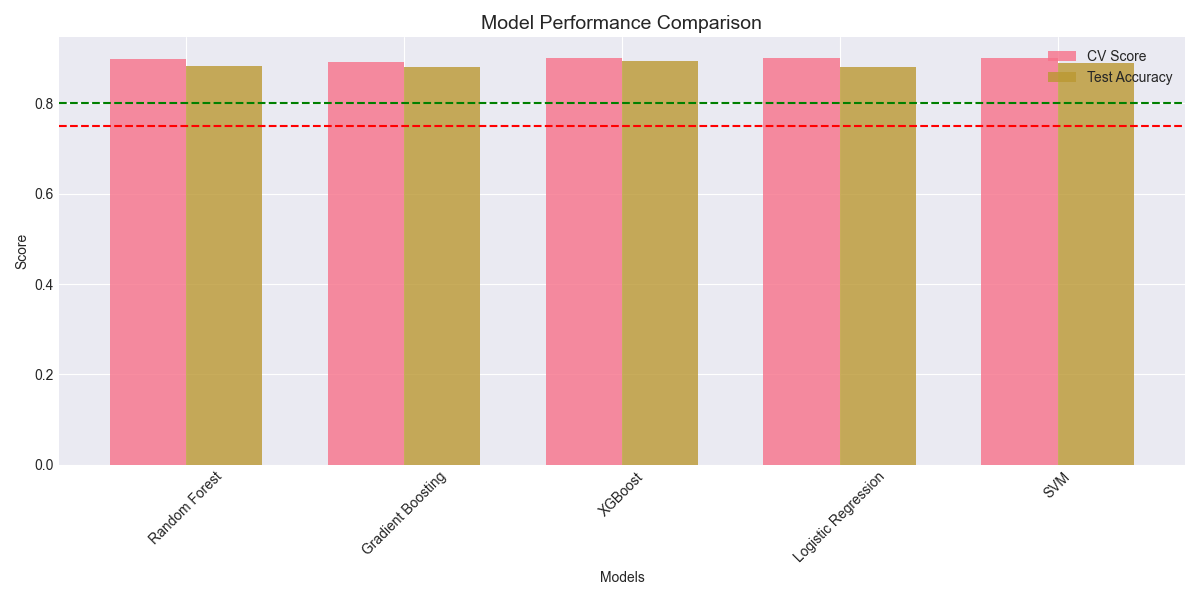 Model Performance Comparison
CV Score
Test Accuracy
0.8
0.6
0.4
0.2
0.0
Score
Random Forest
Gradient Boosting
XGBoost
Logistic Regression
SVM
Models